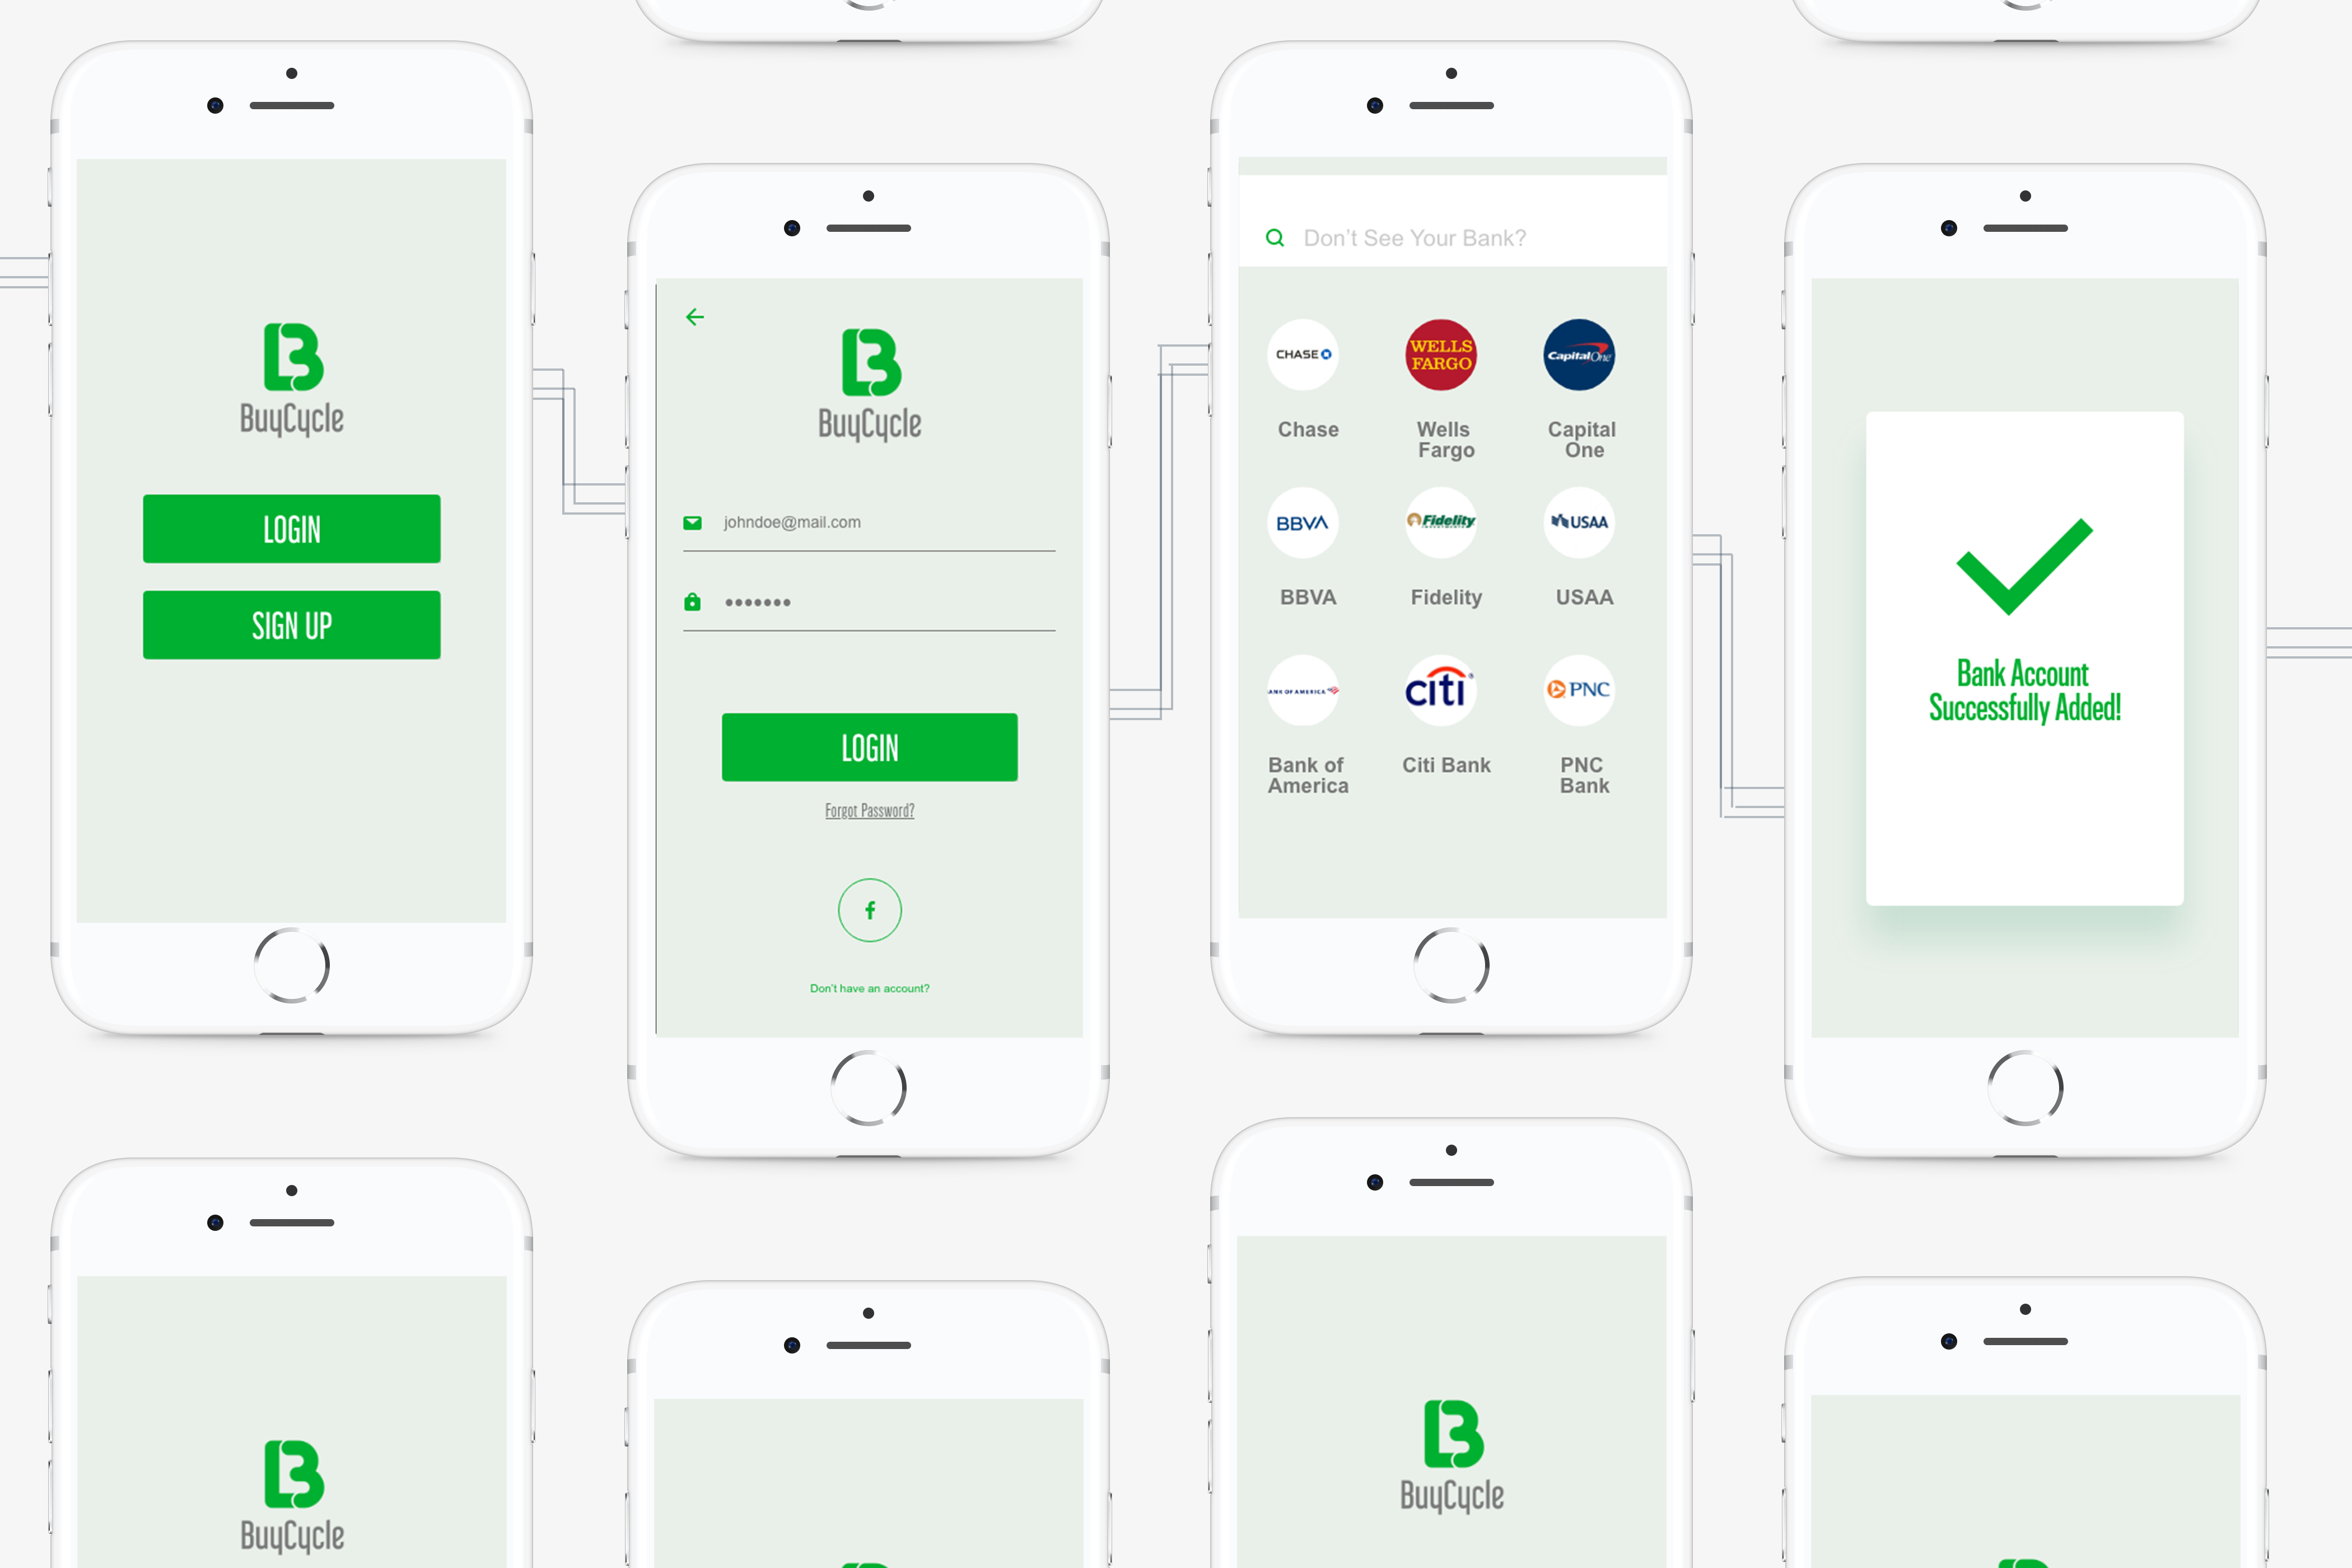 BuyCycle
LOGIN
SIGN UP
BuyCycle
johndoe@mail.com
LOGIN
Forgot Password?
Don't have an account?
Don't See Your Bank?
CHASE
WELLS
FARGO
Capital One
Chase
Wells
Fargo
Capital
One
BBVA
Fidelity
USAA
BBVA
Fidelity
USAA
ANK OF AMERICA
citi
PNC
Bank of
America
Citi Bank
PNC
Bank
Bank Account
Successfully Added!
BuyCycle
BuyCycle